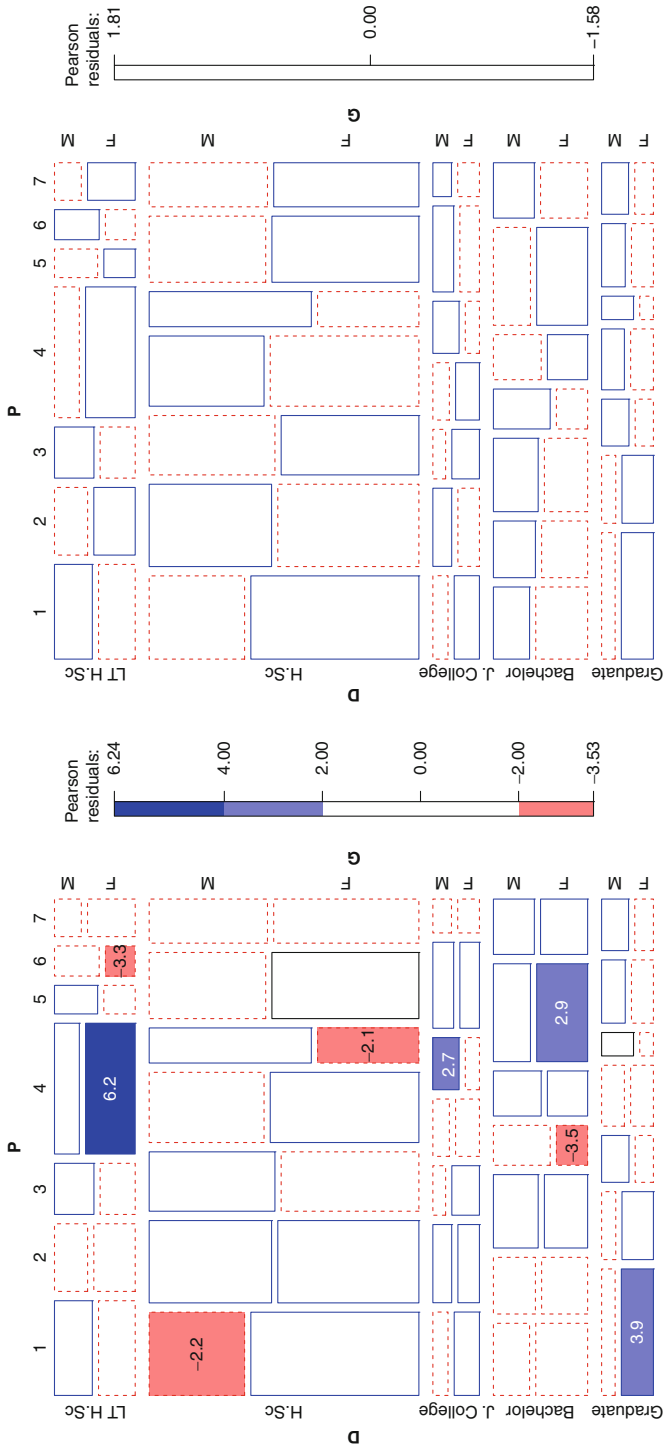 P
1 2 3 4 5 6 7
D
LT H.Sc
H.Sc
J. College
Bachelor
Graduate
G
M
F
M
F
M
F
M
F
M
F
6.2
−3.3
−2.2
−2.1
2.7
−3.5
2.9
3.9
Pearson
residuals:
6.24
4.00
2.00
0.00
−2.00
−3.53
P
1 2 3 4 5 6 7
D
LT H.Sc
H.Sc
J. College
Bachelor
Graduate
G
M
F
M
F
M
F
M
F
M
F
Pearson
residuals:
1.81
0.00
−1.58